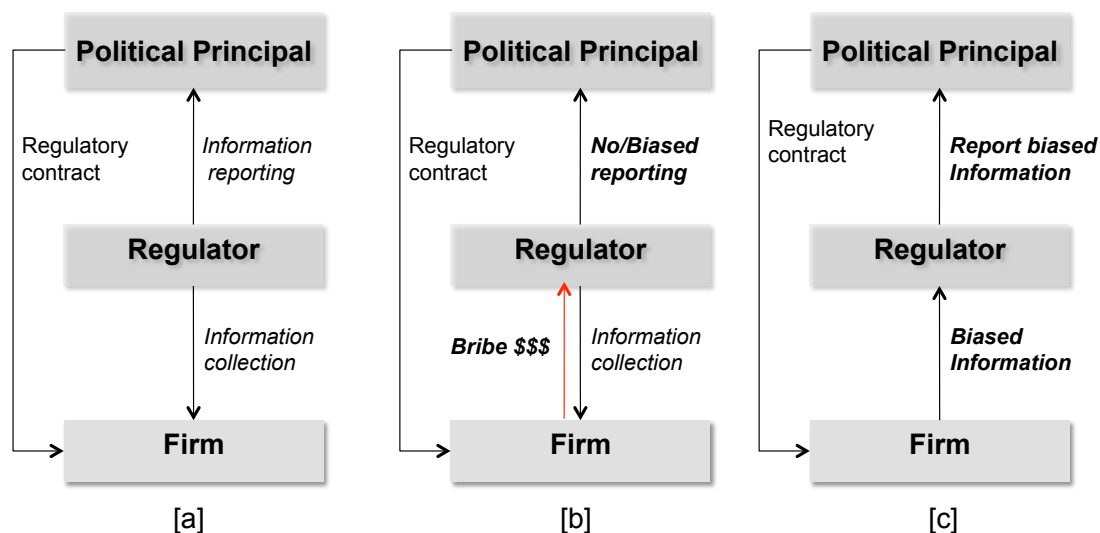 Political Principal
Regulatory
contract
Information
reporting
Regulator
Information
collection
Firm
[a]
Political Principal
Regulatory
contract
No/Biased
reporting
Regulator
Bribe $$$
Information
collection
Firm
[b]
Political Principal
Regulatory
contract
Report biased
Information
Regulator
Biased
Information
Firm
[c]